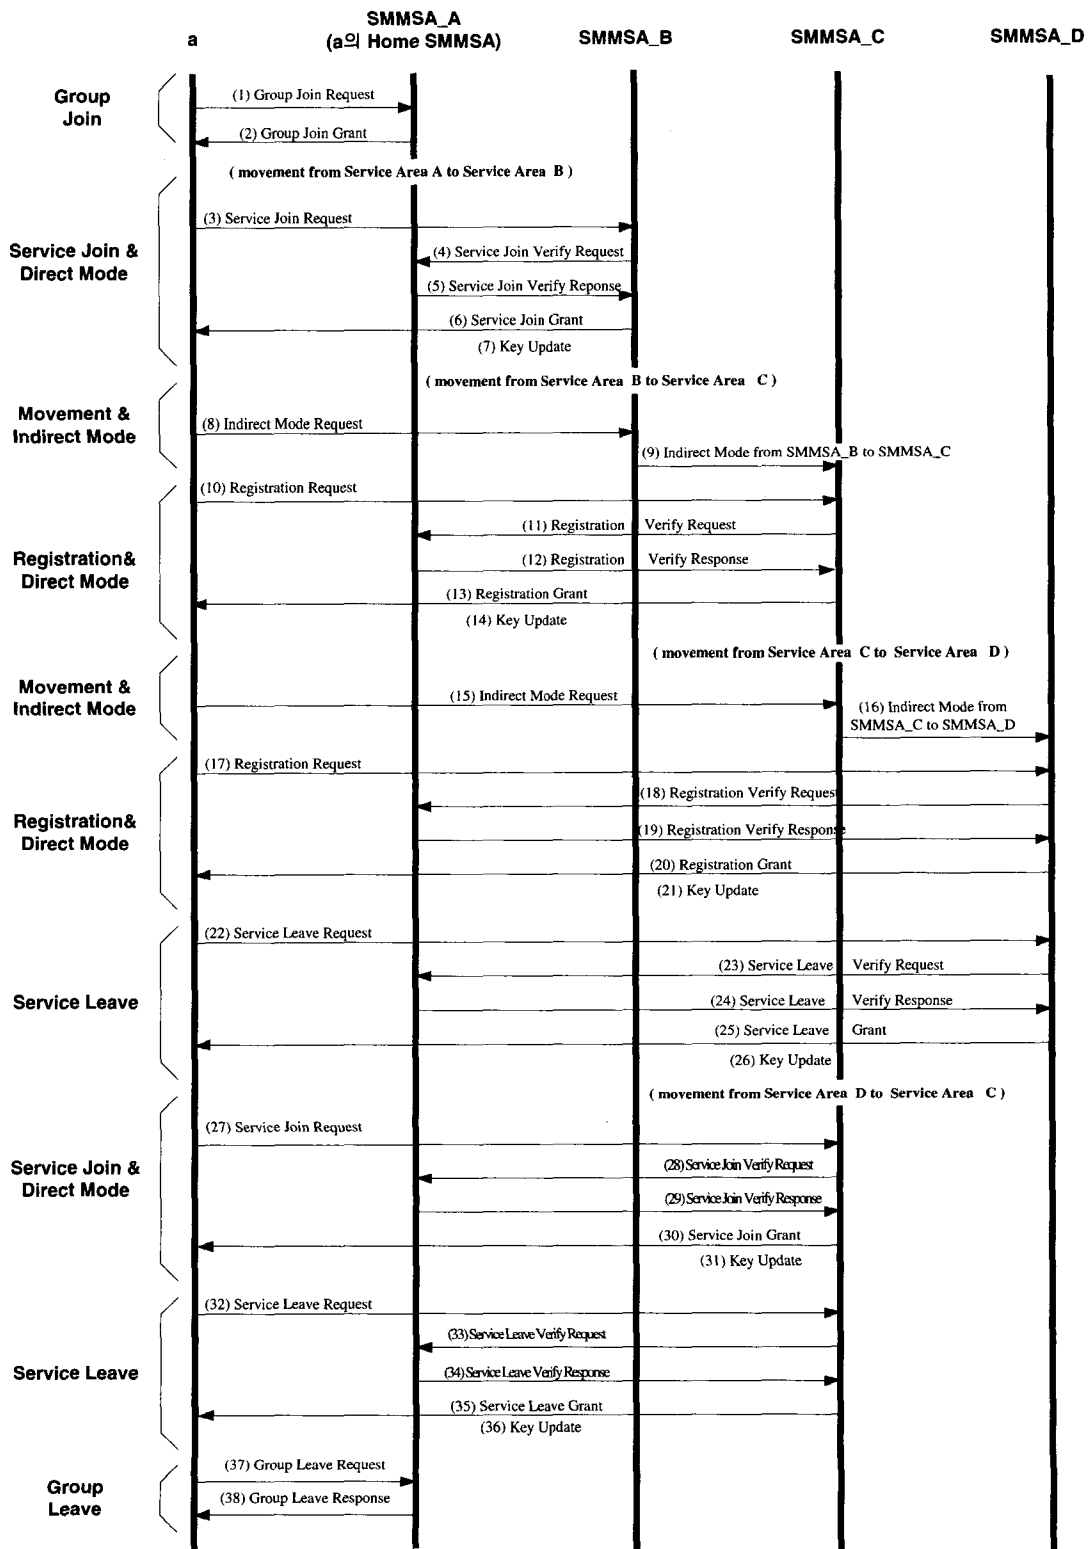 a
SMMSA_A
(a의 Home SMMSA)
SMMSA_B
SMMSA_C
SMMSA_D
Group
Join
(1) Group Join Request
(2) Group Join Grant
( movement from Service Area A to Service Area B )
Service Join &
Direct Mode
(3) Service Join Request
(4) Service Join Verify Request
(5) Service Join Verify Reponse
(6) Service Join Grant
(7) Key Update
( movement from Service Area B to Service Area C )
Movement &
Indirect Mode
(8) Indirect Mode Request
(9) Indirect Mode from SMMSA_B to SMMSA_C
Registration&
Direct Mode
(10) Registration Request
(11) Registration Verify Request
(12) Registration Verify Response
(13) Registration Grant
(14) Key Update
( movement from Service Area C to Service Area D )
Movement &
Indirect Mode
(15) Indirect Mode Request
(16) Indirect Mode from
SMMSA_C to SMMSA_D
Registration&
Direct Mode
(17) Registration Request
(18) Registration Verify Request
(19) Registration Verify Response
(20) Registration Grant
(21) Key Update
Service Leave
(22) Service Leave Request
(23) Service Leave Verify Request
(24) Service Leave Verify Response
(25) Service Leave Grant
(26) Key Update
( movement from Service Area D to Service Area C )
Service Join &
Direct Mode
(27) Service Join Request
(28) Service Join Verify Request
(29) Service Join Verify Response
(30) Service Join Grant
(31) Key Update
Service Leave
(32) Service Leave Request
(33) Service Leave Verify Request
(34) Service Leave Verify Response
(35) Service Leave Grant
(36) Key Update
Group
Leave
(37) Group Leave Request
(38) Group Leave Response